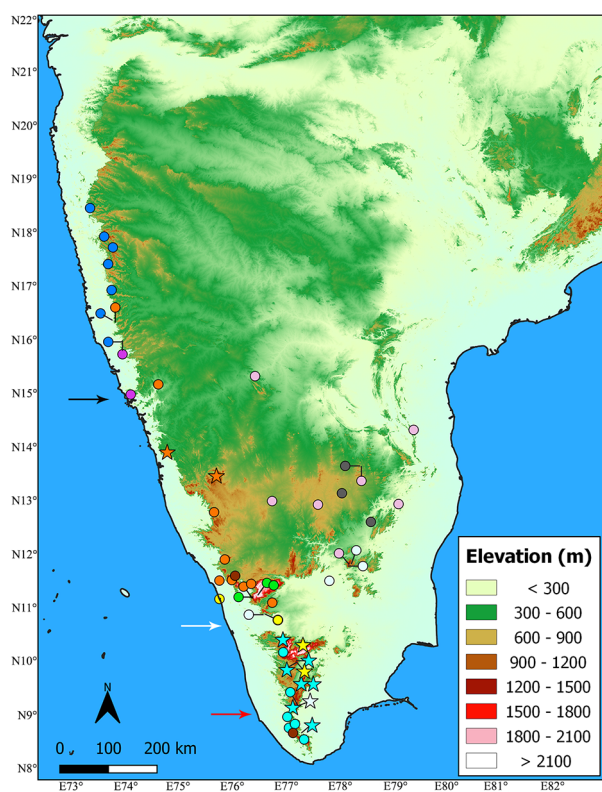 N22°
N21°
N20°
N19°
N18°
N17°
N16°
N15°
N14°
N13°
N12°
N11°
N10°
N9°
N8°
Elevation (m)
< 300
300 - 600
600 - 900
900 - 1200
1200 - 1500
1500 - 1800
1800 - 2100
> 2100
N
0 100 200 km
E73° E74° E75° E76° E77° E78° E79° E80° E81° E82°